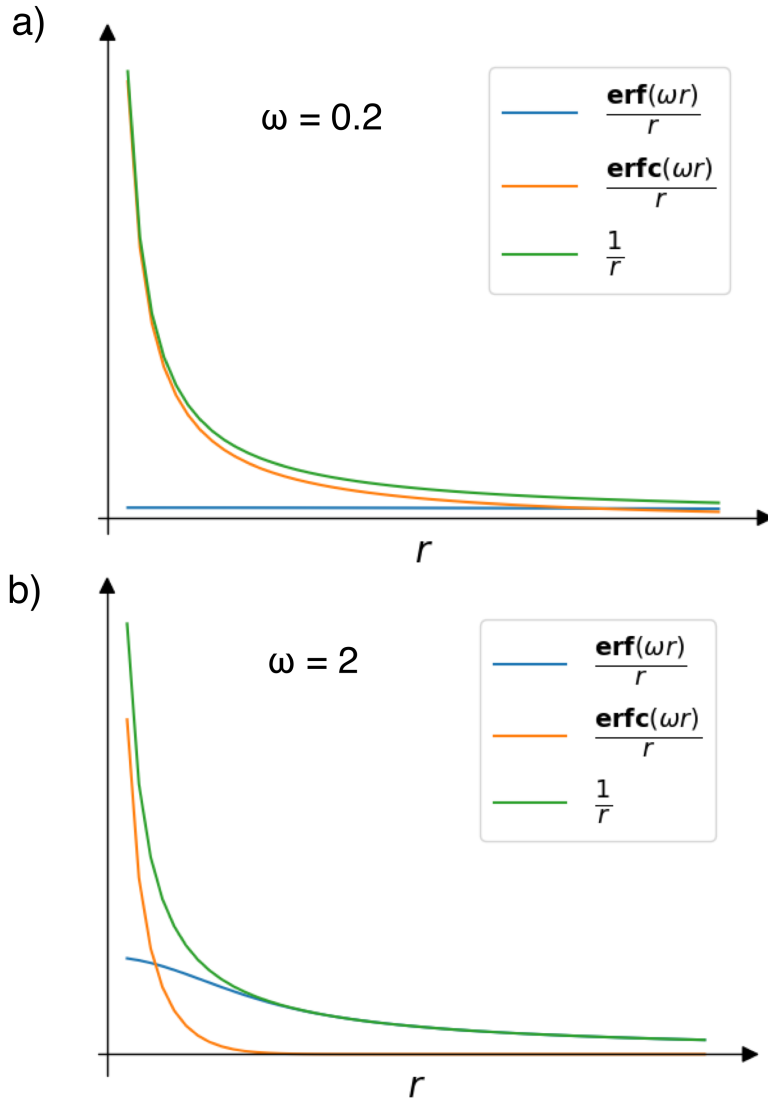 a)
ω = 0.2
erf(ωr)
r
erfc(ωr)
r
1
r
r
b)
ω = 2
erf(ωr)
r
erfc(ωr)
r
1
r
r